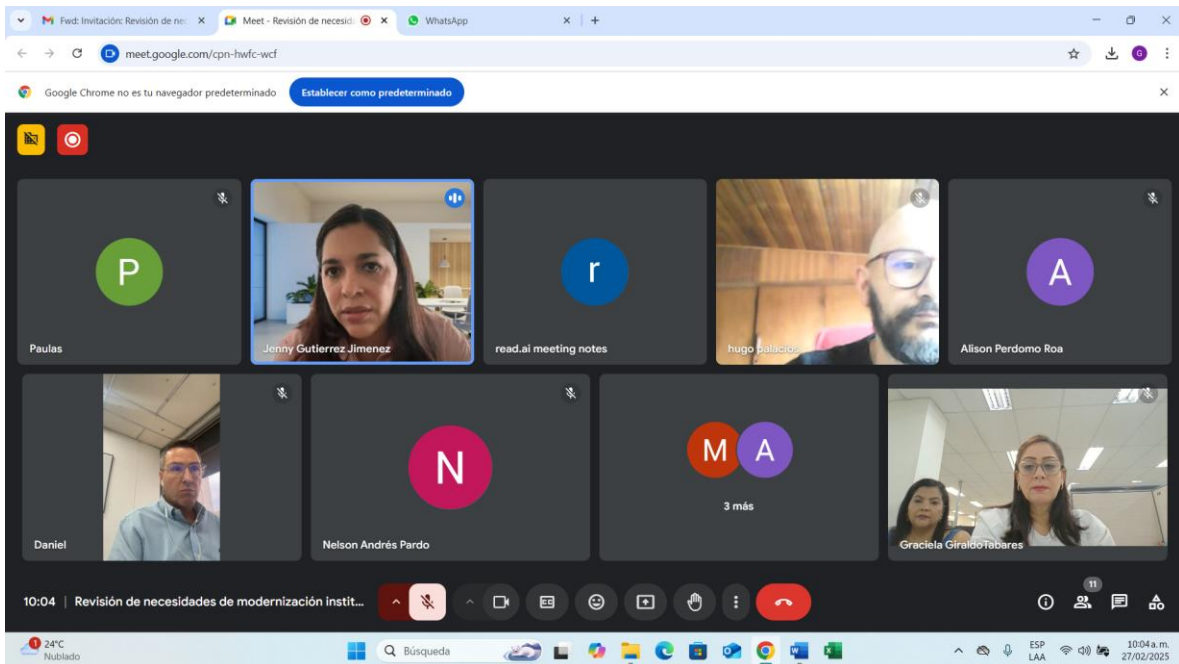 Fwd: Invitación: Revisión de nec
Meet - Revisión de necesid
WhatsApp
meet.google.com/cpn-hwfc-wcf
G
Google Chrome no es tu navegador predeterminado
Establecer como predeterminado
P
r
A
Paulas
Jenny Gutierrez Jimenez
read.ai meeting notes
hugo palacios
Alison Perdomo Roa
N
M A
3 más
Daniel
Nelson Andrés Pardo
Graciela GiraldoTabares
11
10:04 | Revisión de necesidades de modernización instit...
CC
1
24°C
Nublado
Búsqueda
ESP
LAA
10:04 a. m.
27/02/2025